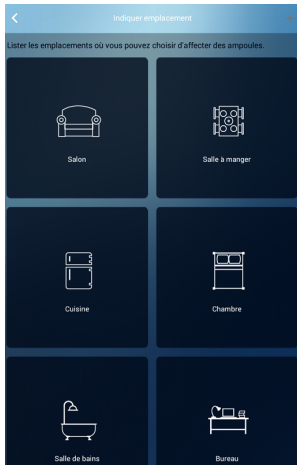 Indiquer emplacement
Lister les emplacements où vous pouvez choisir d'affecter des ampoules.
Salon
Salle à manger
Cuisine
Chambre
Salle de bains
Bureau